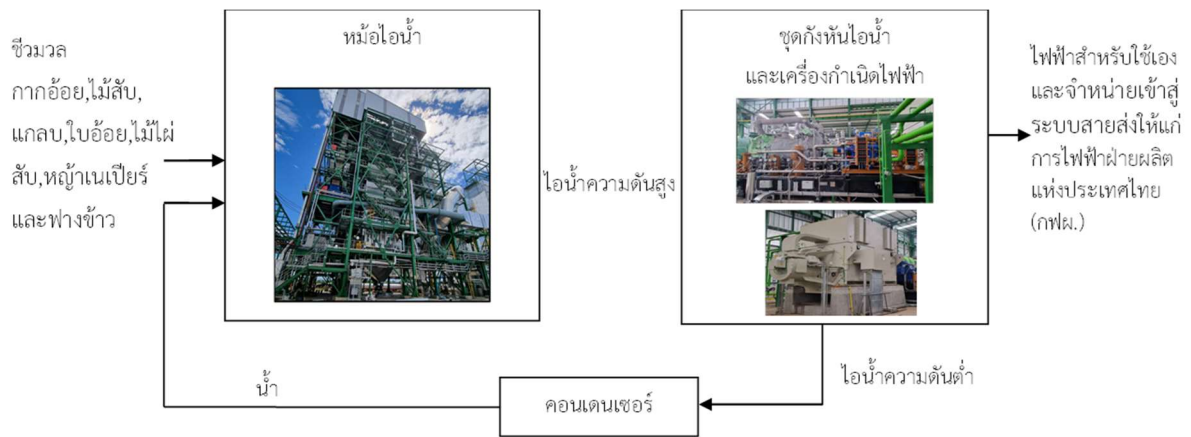 ชีวมวล
กากอ้อย,ไม้สับ,
แกลบ,ใบอ้อย,ไม้ไผ่
สับ,หญ้าเนเปียร์
และฟางข้าว
หม้อไอน้ำ
ไอน้ำความดันสูง
ชุดกังหันไอน้ำ
และเครื่องกำเนิดไฟฟ้า
ไฟฟ้าสำหรับใช้เอง
และจำหน่ายเข้าสู่
ระบบสายส่งให้แก่
การไฟฟ้าฝ่ายผลิต
แห่งประเทศไทย
(กฟผ.)
ไอน้ำความดันต่ำ
คอนเดนเซอร์
น้ำ